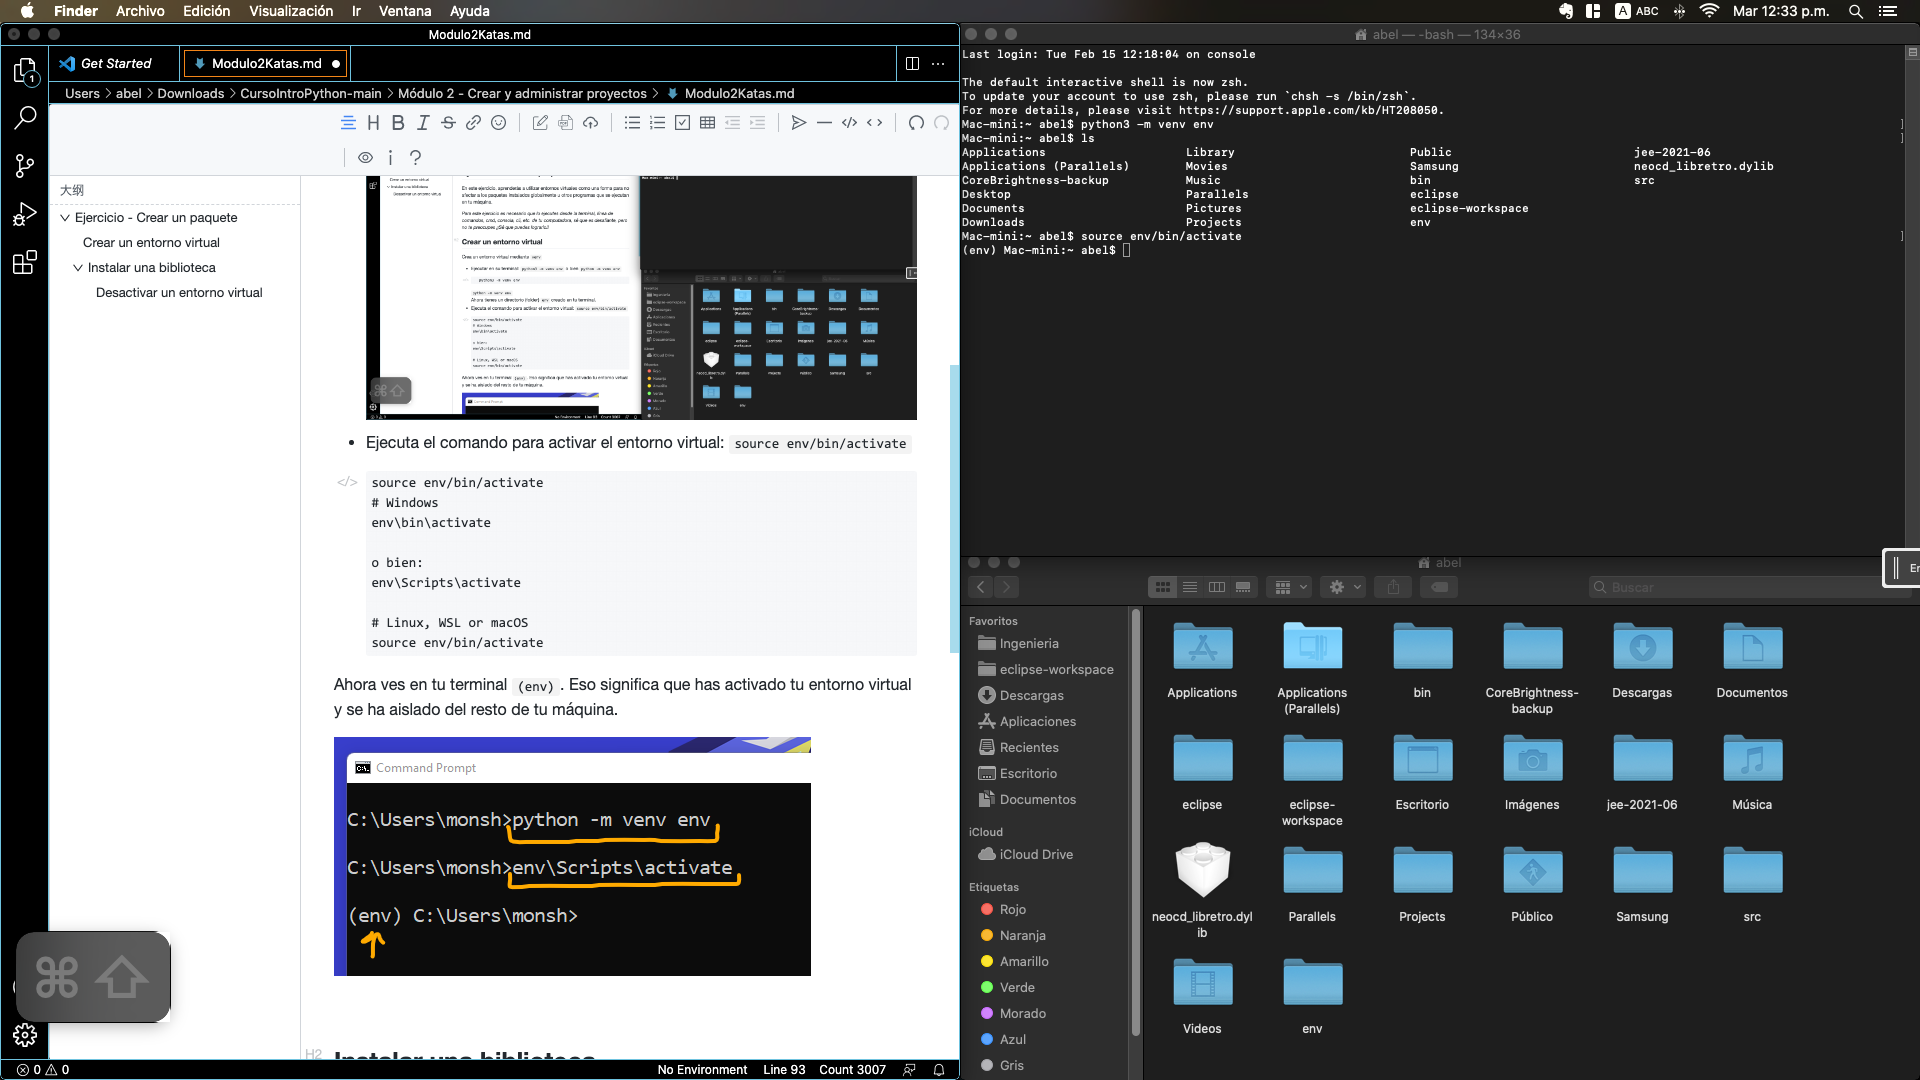 Finder Archivo Edición Visualización Ir Ventana Ayuda
A ABC Mar 12:33 p.m.
Modulo2Katas.md
Get Started Modulo2Katas.md
Users > abel > Downloads > CursoIntroPython-main > Módulo 2 - Crear y administrar proyectos > Modulo2Katas.md
大纲
Ejercicio - Crear un paquete
Crear un entorno virtual
Instalar una biblioteca
Desactivar un entorno virtual
Crear un entorno virtual
• Ejecuta el comando para activar el entorno virtual: source env/bin/activate
source env/bin/activate
# Windows
env\bin\activate
o bien:
env\Scripts\activate
# Linux, WSL or macOS
source env/bin/activate
Ahora ves en tu terminal (env) . Eso significa que has activado tu entorno virtual
y se ha aislado del resto de tu máquina.
Command Prompt
C:\Users\monsh>python -m venv env
C:\Users\monsh>env\Scripts\activate
(env) C:\Users\monsh>
H2 Instalar una biblioteca
⌘ ⇧
0 0 No Environment Line 93 Count 3007
abel — -bash — 134×36
Last login: Tue Feb 15 12:18:04 on console
The default interactive shell is now zsh.
To update your account to use zsh, please run `chsh -s /bin/zsh`.
For more details, please visit https://support.apple.com/kb/HT208050.
Mac-mini:~ abel$ python3 -m venv env
Mac-mini:~ abel$ ls
Applications Library Public jee-2021-06
Applications (Parallels) Movies Samsung neocd_libretro.dylib
CoreBrightness-backup Music bin src
Desktop Parallels eclipse
Documents Pictures eclipse-workspace
Downloads Projects env
Mac-mini:~ abel$ source env/bin/activate
(env) Mac-mini:~ abel$
abel
Buscar
Favoritos
Ingenieria
eclipse-workspace
Descargas
Aplicaciones
Recientes
Escritorio
Documentos
iCloud
iCloud Drive
Etiquetas
Rojo
Naranja
Amarillo
Verde
Morado
Azul
Gris
Applications Applications (Parallels) bin CoreBrightness-backup Descargas Documentos
eclipse eclipse-workspace Escritorio Imágenes jee-2021-06 Música
neocd_libretro.dylib Parallels Projects Público Samsung src
Videos env